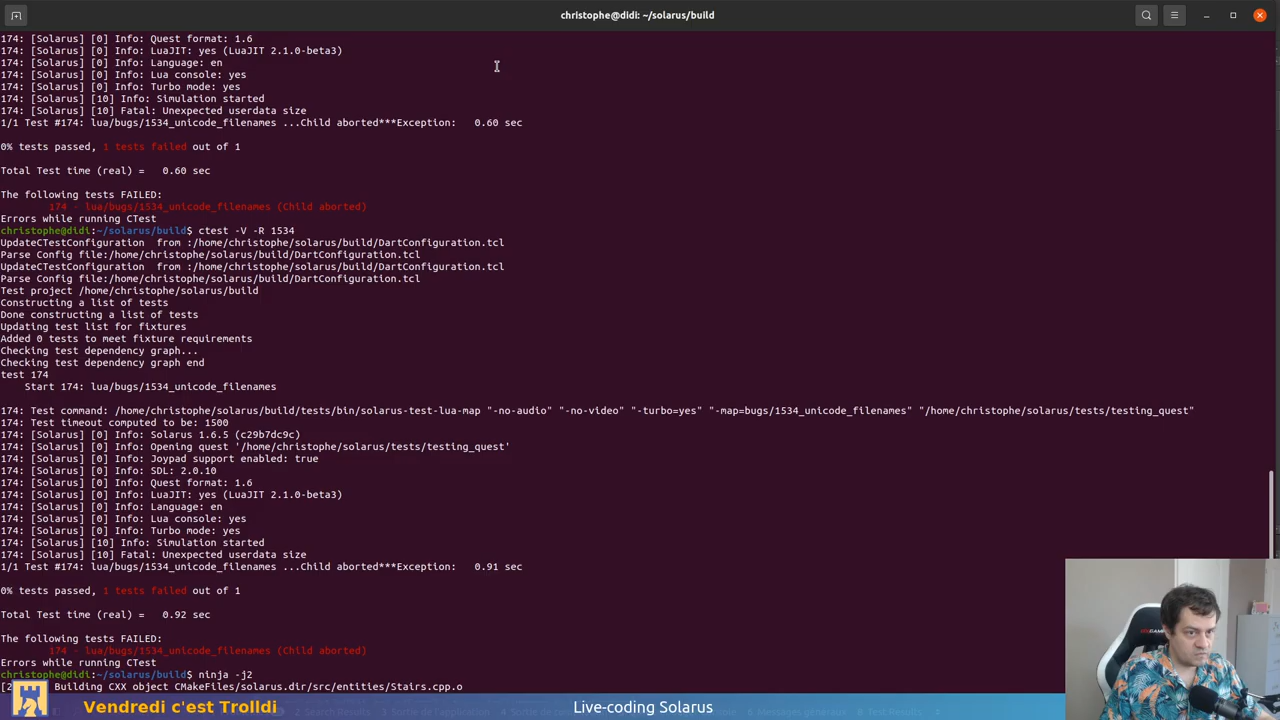 christophe@didi: ~/solarus/build
174: [Solarus] [0] Info: Quest format: 1.6
174: [Solarus] [0] Info: LuaJIT: yes (LuaJIT 2.1.0-beta3)
174: [Solarus] [0] Info: Language: en
174: [Solarus] [0] Info: Lua console: yes
174: [Solarus] [0] Info: Turbo mode: yes
174: [Solarus] [10] Info: Simulation started
174: [Solarus] [10] Fatal: Unexpected userdata size
1/1 Test #174: lua/bugs/1534_unicode_filenames ...Child aborted***Exception:   0.60 sec
0% tests passed, 1 tests failed out of 1
Total Test time (real) =   0.60 sec
The following tests FAILED:
174 - lua/bugs/1534_unicode_filenames (Child aborted)
Errors while running CTest
christophe@didi:~/solarus/build$ ctest -V -R 1534
UpdateCTestConfiguration  from :/home/christophe/solarus/build/DartConfiguration.tcl
Parse Config file:/home/christophe/solarus/build/DartConfiguration.tcl
UpdateCTestConfiguration  from :/home/christophe/solarus/build/DartConfiguration.tcl
Parse Config file:/home/christophe/solarus/build/DartConfiguration.tcl
Test project /home/christophe/solarus/build
Constructing a list of tests
Done constructing a list of tests
Updating test list for fixtures
Added 0 tests to meet fixture requirements
Checking test dependency graph...
Checking test dependency graph end
test 174
Start 174: lua/bugs/1534_unicode_filenames
174: Test command: /home/christophe/solarus/build/tests/bin/solarus-test-lua-map "-no-audio" "-no-video" "-turbo=yes" "-map=bugs/1534_unicode_filenames" "/home/christophe/solarus/tests/testing_quest"
174: Test timeout computed to be: 1500
174: [Solarus] [0] Info: Solarus 1.6.5 (c29b7dc9c)
174: [Solarus] [0] Info: Opening quest '/home/christophe/solarus/tests/testing_quest'
174: [Solarus] [0] Info: Joypad support enabled: true
174: [Solarus] [0] Info: SDL: 2.0.10
174: [Solarus] [0] Info: Quest format: 1.6
174: [Solarus] [0] Info: LuaJIT: yes (LuaJIT 2.1.0-beta3)
174: [Solarus] [0] Info: Language: en
174: [Solarus] [0] Info: Lua console: yes
174: [Solarus] [0] Info: Turbo mode: yes
174: [Solarus] [10] Info: Simulation started
174: [Solarus] [10] Fatal: Unexpected userdata size
1/1 Test #174: lua/bugs/1534_unicode_filenames ...Child aborted***Exception:   0.91 sec
0% tests passed, 1 tests failed out of 1
Total Test time (real) =   0.92 sec
The following tests FAILED:
174 - lua/bugs/1534_unicode_filenames (Child aborted)
Errors while running CTest
christophe@didi:~/solarus/build$ ninja -j2
Building CXX object CMakeFiles/solarus.dir/src/entities/Stairs.cpp.o
Vendredi c'est Trolldi
Live-coding Solarus